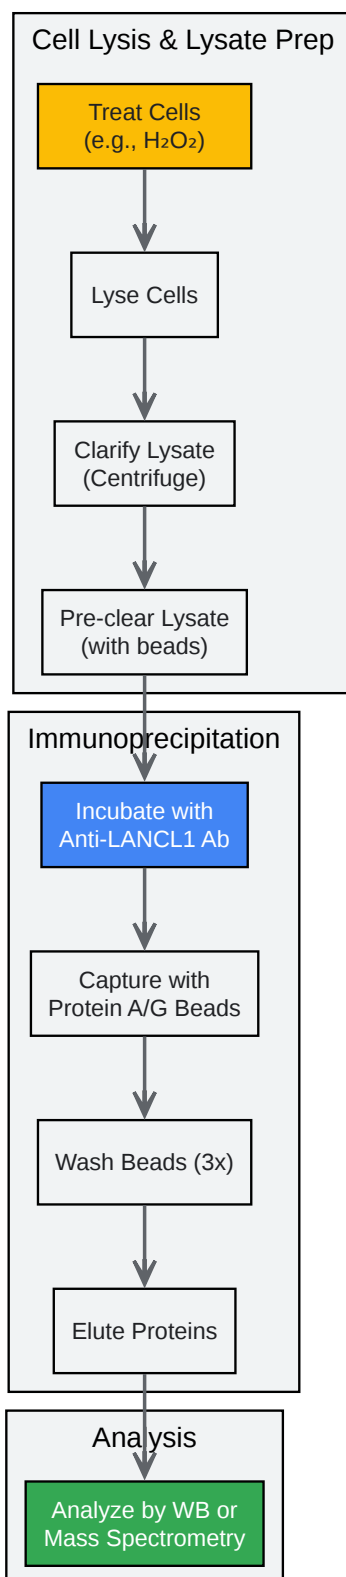 Cell Lysis & Lysate Prep
Treat Cells
(e.g., H₂O₂)
Lyse Cells
Clarify Lysate
(Centrifuge)
Pre-clear Lysate
(with beads)
Immunoprecipitation
Incubate with
Anti-LANCL1 Ab
Capture with
Protein A/G Beads
Wash Beads (3x)
Elute Proteins
Analysis
Analyze by WB or
Mass Spectrometry